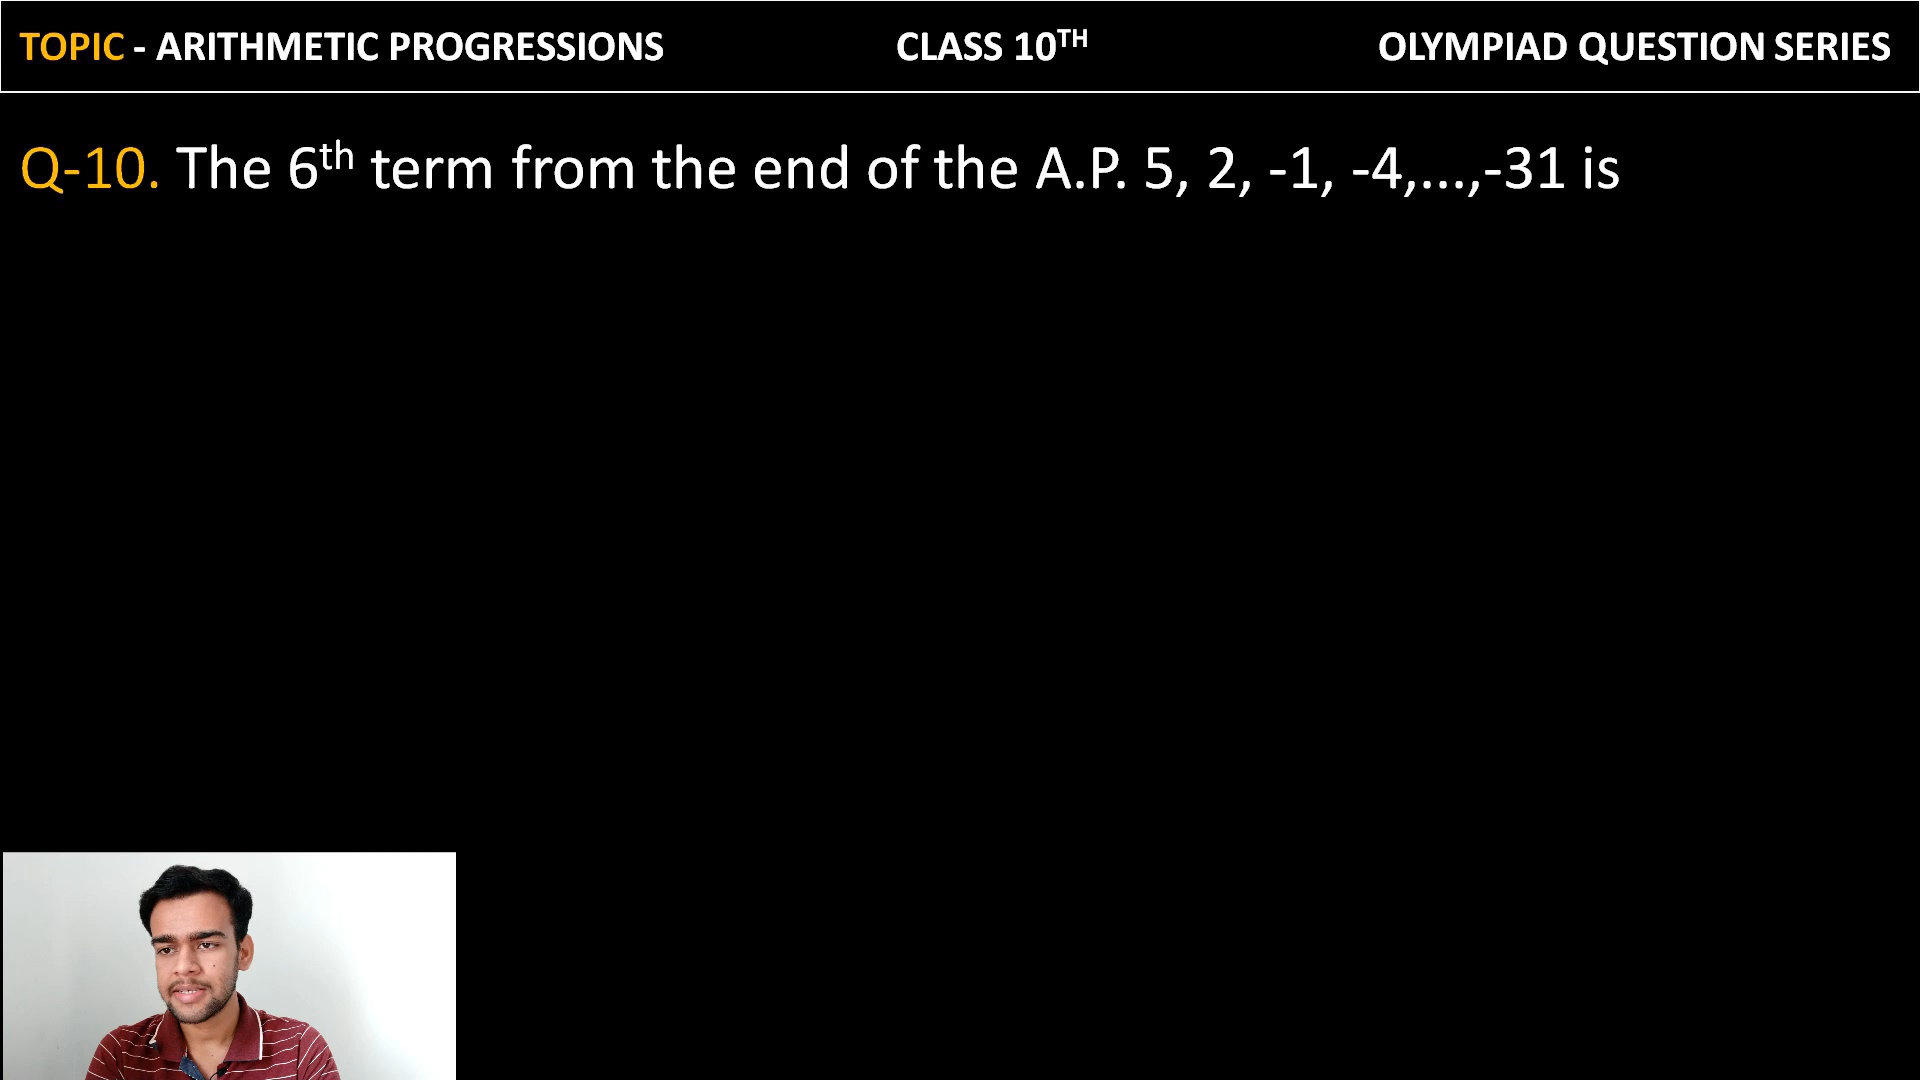 TOPIC - ARITHMETIC PROGRESSIONS CLASS 10TH OLYMPIAD QUESTION SERIES
Q-10. The 6th term from the end of the A.P. 5, 2, -1, -4,...,-31 is